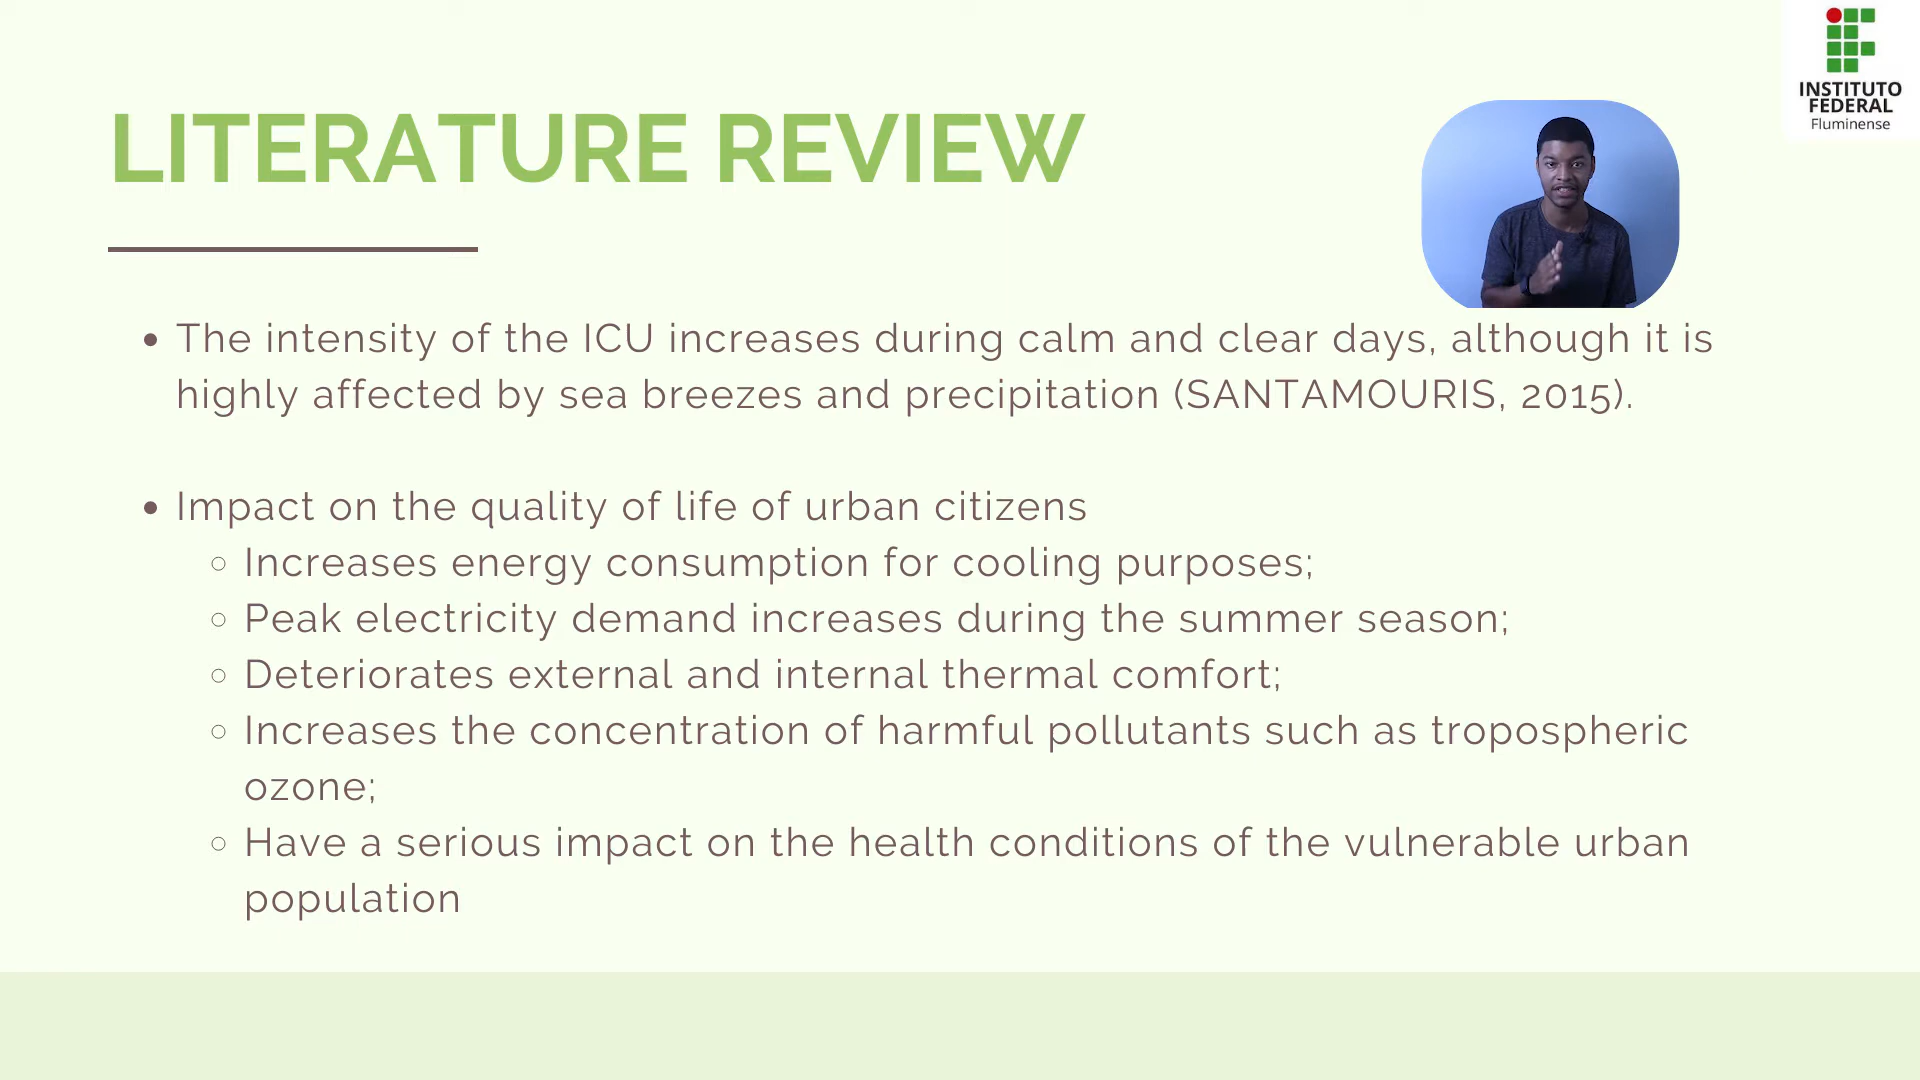 INSTITUTO
FEDERAL
Fluminense
LITERATURE REVIEW
• The intensity of the ICU increases during calm and clear days, although it is
highly affected by sea breezes and precipitation (SANTAMOURIS, 2015).
• Impact on the quality of life of urban citizens
○ Increases energy consumption for cooling purposes;
○ Peak electricity demand increases during the summer season;
○ Deteriorates external and internal thermal comfort;
○ Increases the concentration of harmful pollutants such as tropospheric
ozone;
○ Have a serious impact on the health conditions of the vulnerable urban
population